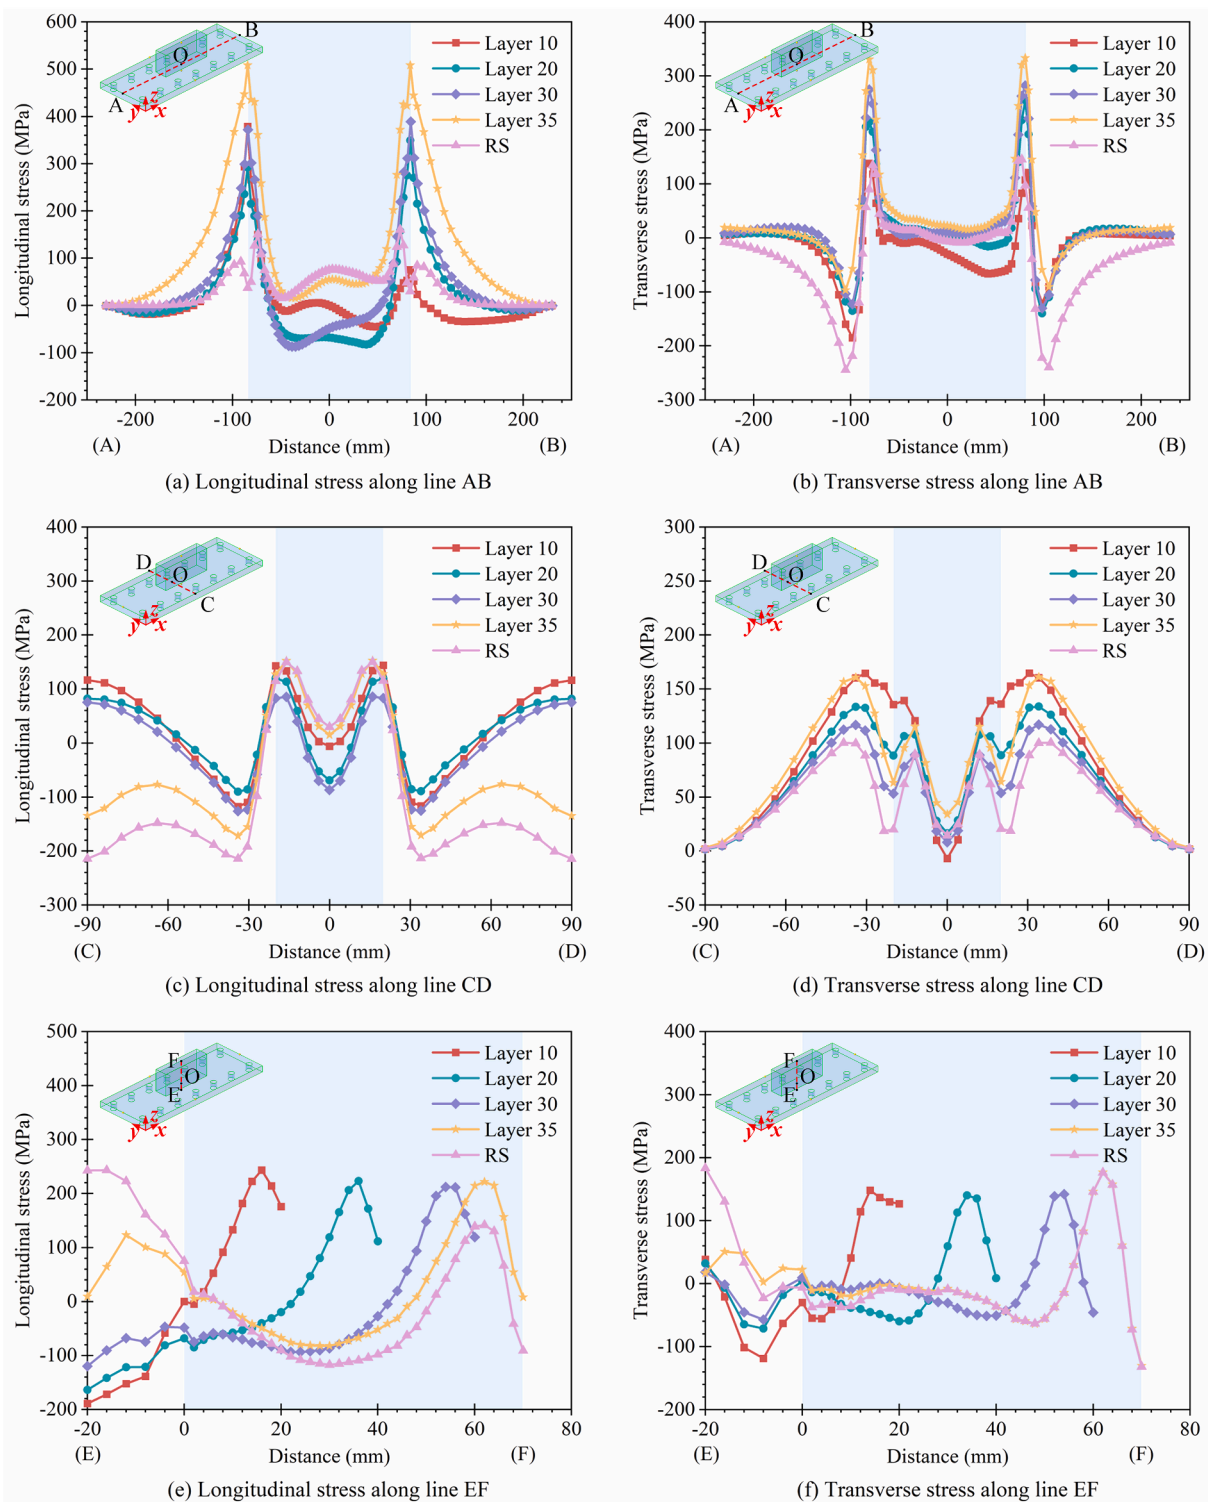 600
500
400
300
200
100
0
-100
-200
Longitudinal stress (MPa)
B
O
A
z
y x
Layer 10
Layer 20
Layer 30
Layer 35
RS
-200 -100 0 100 200
(A) Distance (mm) (B)
(a) Longitudinal stress along line AB
400
300
200
100
0
-100
-200
-300
Transverse stress (MPa)
B
O
A
z
y x
Layer 10
Layer 20
Layer 30
Layer 35
RS
-200 -100 0 100 200
(A) Distance (mm) (B)
(b) Transverse stress along line AB
400
300
200
100
0
-100
-200
-300
Longitudinal stress (MPa)
D
O
C
z
y x
Layer 10
Layer 20
Layer 30
Layer 35
RS
-90 -60 -30 0 30 60 90
(C) Distance (mm) (D)
(c) Longitudinal stress along line CD
300
250
200
150
100
50
0
-50
Transverse stress (MPa)
D
O
C
z
y x
Layer 10
Layer 20
Layer 30
Layer 35
RS
-90 -60 -30 0 30 60 90
(C) Distance (mm) (D)
(d) Transverse stress along line CD
500
400
300
200
100
0
-100
-200
Longitudinal stress (MPa)
F
O
E
z
y x
Layer 10
Layer 20
Layer 30
Layer 35
RS
-20 0 20 40 60 80
(E) Distance (mm) (F)
(e) Longitudinal stress along line EF
400
300
200
100
0
-100
-200
Transverse stress (MPa)
F
O
E
z
y x
Layer 10
Layer 20
Layer 30
Layer 35
RS
-20 0 20 40 60 80
(E) Distance (mm) (F)
(f) Transverse stress along line EF